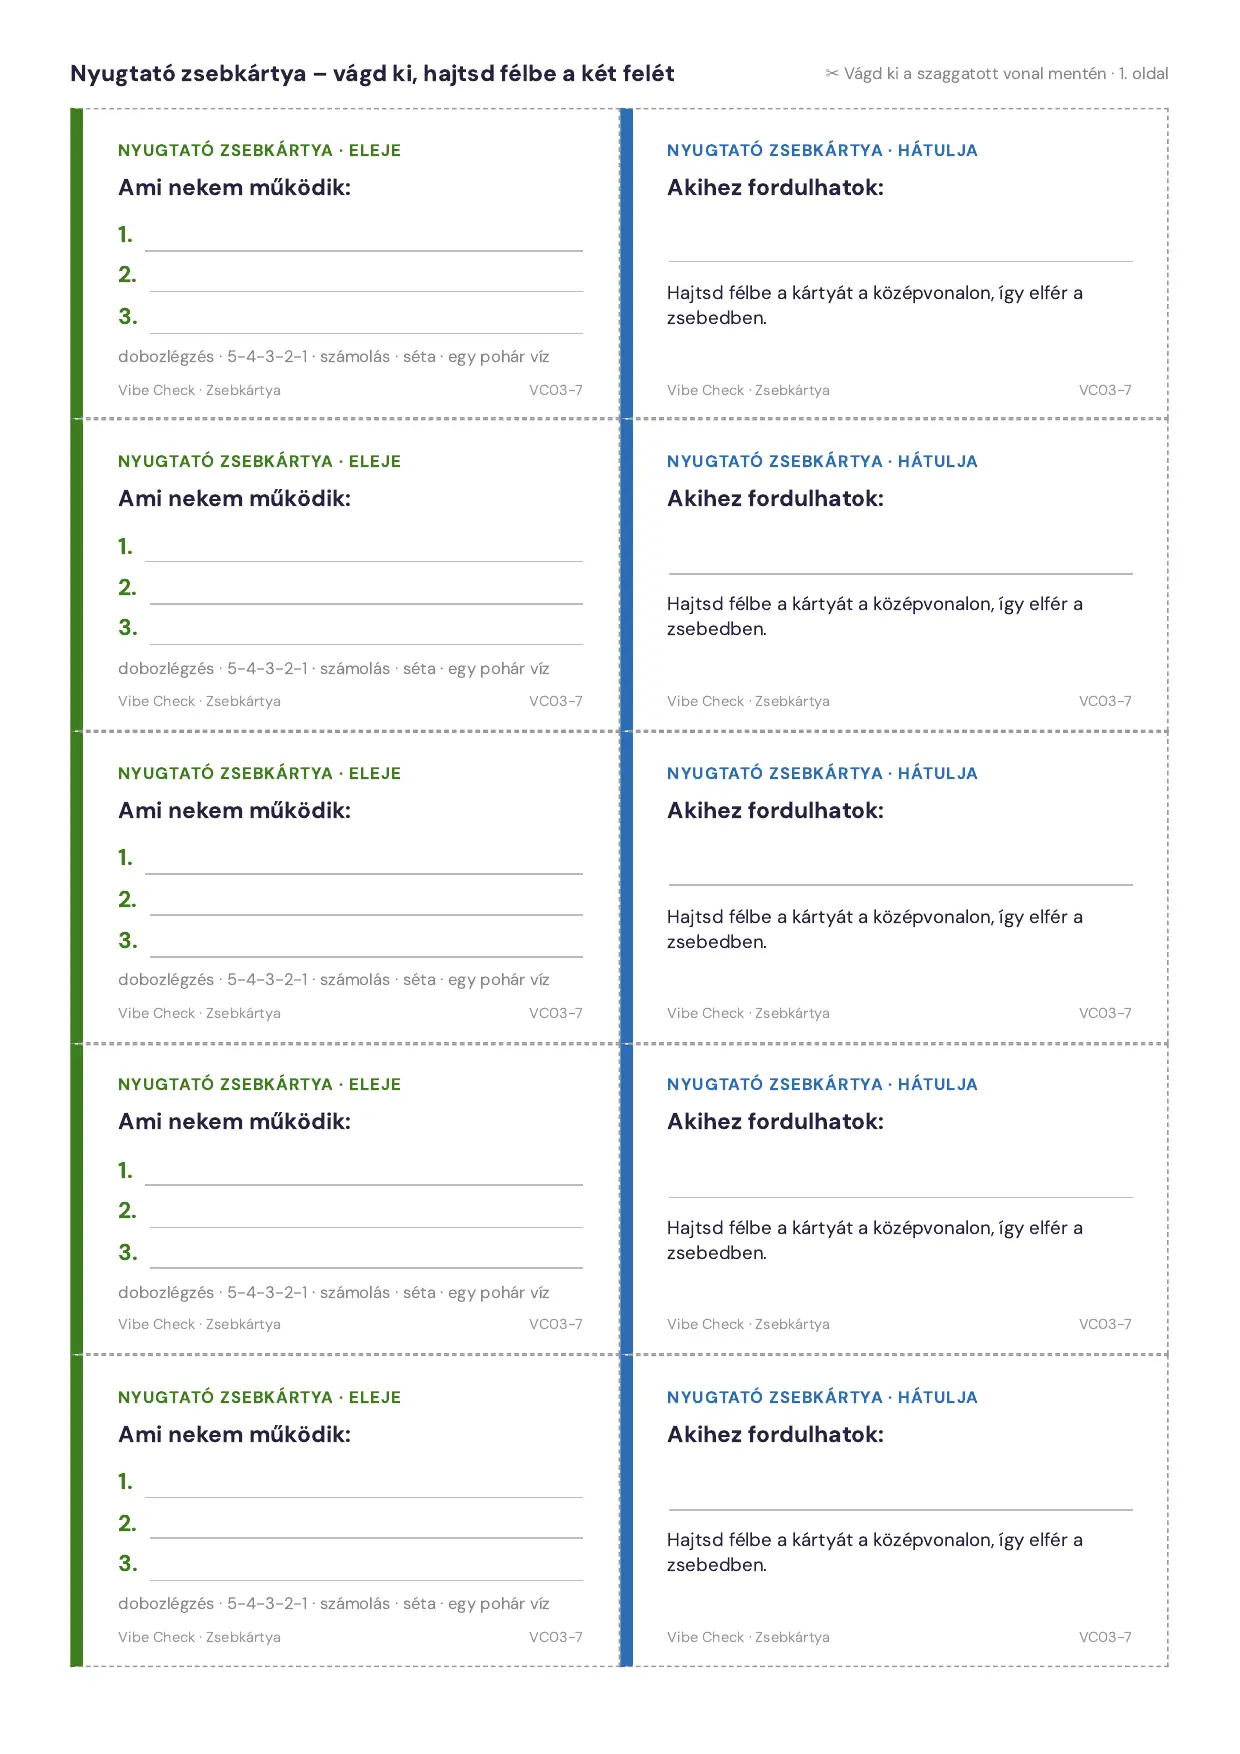 Nyugtató zsebkártya – vágd ki, hajtsd félbe a két felét
✂ Vágd ki a szaggatott vonal mentén · 1. oldal
NYUGTATÓ ZSEBKÁRTYA · ELEJE
Ami nekem működik:
1.
2.
3.
dobozlégzés · 5-4-3-2-1 · számolás · séta · egy pohár víz
Vibe Check · Zsebkártya VC03-7
NYUGTATÓ ZSEBKÁRTYA · HÁTULJA
Akihez fordulhatok:
Hajtsd félbe a kártyát a középvonalon, így elfér a
zsebedben.
Vibe Check · Zsebkártya VC03-7
NYUGTATÓ ZSEBKÁRTYA · ELEJE
Ami nekem működik:
1.
2.
3.
dobozlégzés · 5-4-3-2-1 · számolás · séta · egy pohár víz
Vibe Check · Zsebkártya VC03-7
NYUGTATÓ ZSEBKÁRTYA · HÁTULJA
Akihez fordulhatok:
Hajtsd félbe a kártyát a középvonalon, így elfér a
zsebedben.
Vibe Check · Zsebkártya VC03-7
NYUGTATÓ ZSEBKÁRTYA · ELEJE
Ami nekem működik:
1.
2.
3.
dobozlégzés · 5-4-3-2-1 · számolás · séta · egy pohár víz
Vibe Check · Zsebkártya VC03-7
NYUGTATÓ ZSEBKÁRTYA · HÁTULJA
Akihez fordulhatok:
Hajtsd félbe a kártyát a középvonalon, így elfér a
zsebedben.
Vibe Check · Zsebkártya VC03-7
NYUGTATÓ ZSEBKÁRTYA · ELEJE
Ami nekem működik:
1.
2.
3.
dobozlégzés · 5-4-3-2-1 · számolás · séta · egy pohár víz
Vibe Check · Zsebkártya VC03-7
NYUGTATÓ ZSEBKÁRTYA · HÁTULJA
Akihez fordulhatok:
Hajtsd félbe a kártyát a középvonalon, így elfér a
zsebedben.
Vibe Check · Zsebkártya VC03-7
NYUGTATÓ ZSEBKÁRTYA · ELEJE
Ami nekem működik:
1.
2.
3.
dobozlégzés · 5-4-3-2-1 · számolás · séta · egy pohár víz
Vibe Check · Zsebkártya VC03-7
NYUGTATÓ ZSEBKÁRTYA · HÁTULJA
Akihez fordulhatok:
Hajtsd félbe a kártyát a középvonalon, így elfér a
zsebedben.
Vibe Check · Zsebkártya VC03-7